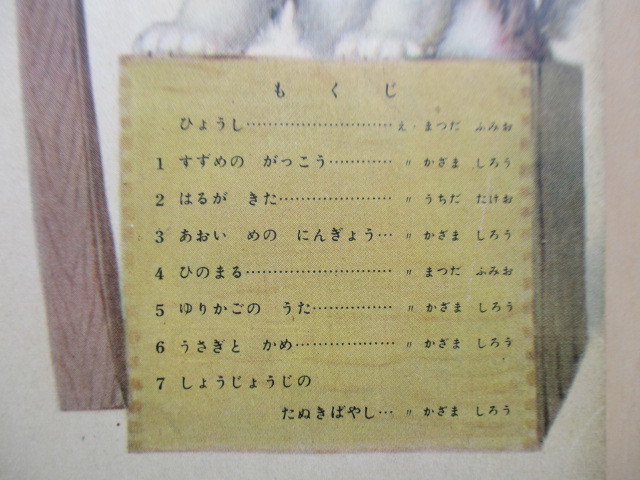 もくじ
ひょうし………………………え・まつだ ふみお
1 すずめの がっこう…………〃 かざま しろう
2 はるが きた…………………〃 うちだ たけお
3 あおい めの にんぎょう…〃 かざま しろう
4 ひのまる………………………〃 まつだ ふみお
5 ゆりかごの うた……………〃 かざま しろう
6 うさぎと かめ………………〃 かざま しろう
7 しょうじょうじの
たぬきばやし…〃 かざま しろう